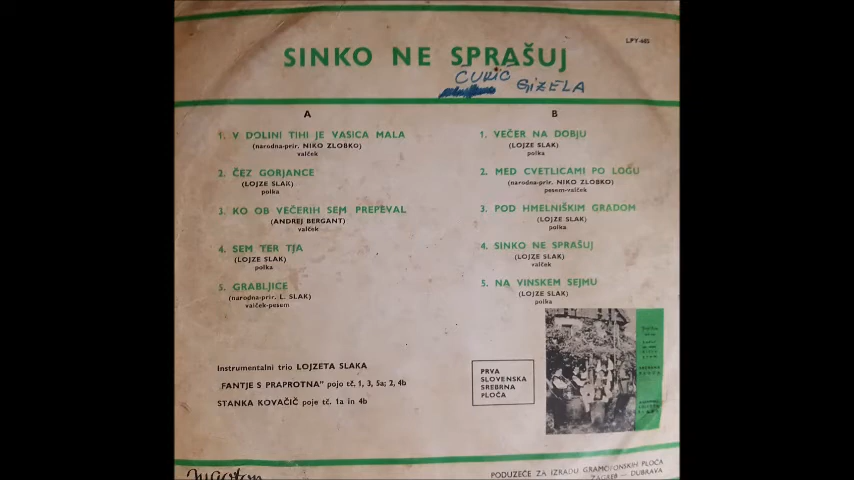 LPY-685
SINKO NE SPRAŠUJ
CURIĆ
GIZELA
A
1. V DOLINI TIHI JE VASICA MALA
(narodna-prir. NIKO ZLOBKO)
valček
2. ČEZ GORJANCE
(LOJZE SLAK)
polka
3. KO OB VEČERIH SEM PREPEVAL
(ANDREJ BERGANT)
valček
4. SEM TER TJA
(LOJZE SLAK)
polka
5. GRABLJICE
(narodna-prir. L. SLAK)
valček-pesem
B
1. VEČER NA DOBJU
(LOJZE SLAK)
polka
2. MED CVETLICAMI PO LOGU
(narodna-prir. NIKO ZLOBKO)
pesem-valček
3. POD HMELNIŠKIM GRADOM
(LOJZE SLAK)
polka
4. SINKO NE SPRAŠUJ
(LOJZE SLAK)
valček
5. NA VINSKEM SEJMU
(LOJZE SLAK)
polka
Instrumentalni trio LOJZETA SLAKA
„FANTJE S PRAPROTNA" pojo tč. 1, 3, 5a; 2, 4b
STANKA KOVAČIČ poje tč. 1a in 4b
PRVA
SLOVENSKA
SREBRNA
PLOČA
Jugoton
PODUZEĆE ZA IZRADU GRAMOFONSKIH PLOČA
ZAGREB — DUBRAVA